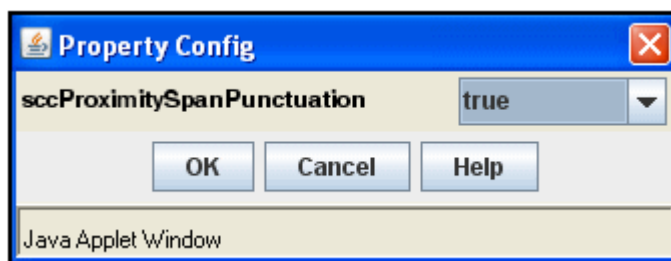 Property Config
sccProximitySpanPunctuation true
OK Cancel Help
Java Applet Window